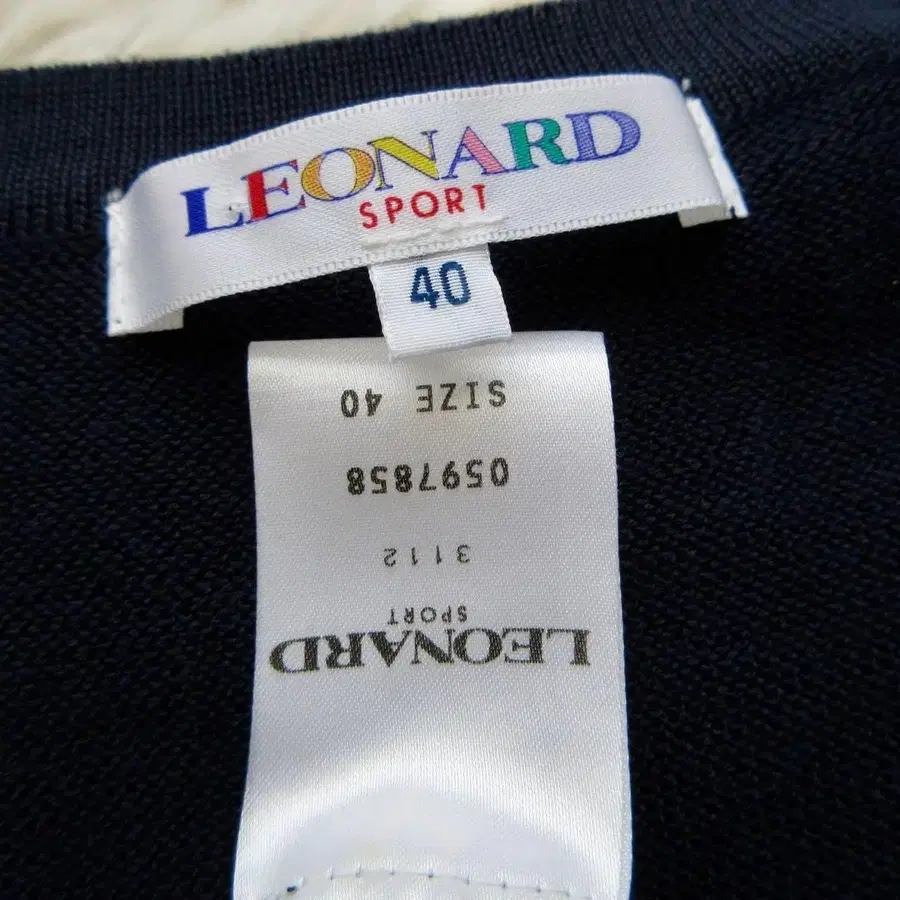 LEONARD
SPORT
40
LEONARD
SPORT
3112
0597858
SIZE 40